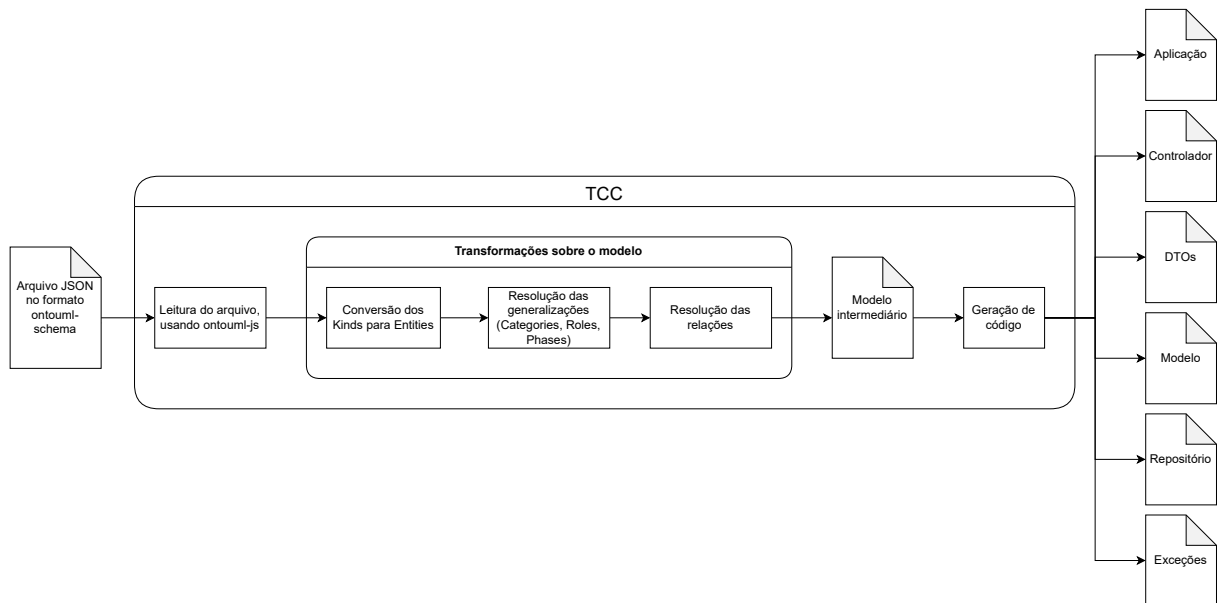 TCC
Transformações sobre o modelo
Arquivo JSON
no formato
ontouml-
schema
Leitura do arquivo,
usando ontouml-js
Conversão dos
Kinds para Entities
Resolução das
generalizações
(Categories, Roles,
Phases)
Resolução das
relações
Modelo
intermediário
Geração de
código
Aplicação
Controlador
DTOs
Modelo
Repositório
Exceções